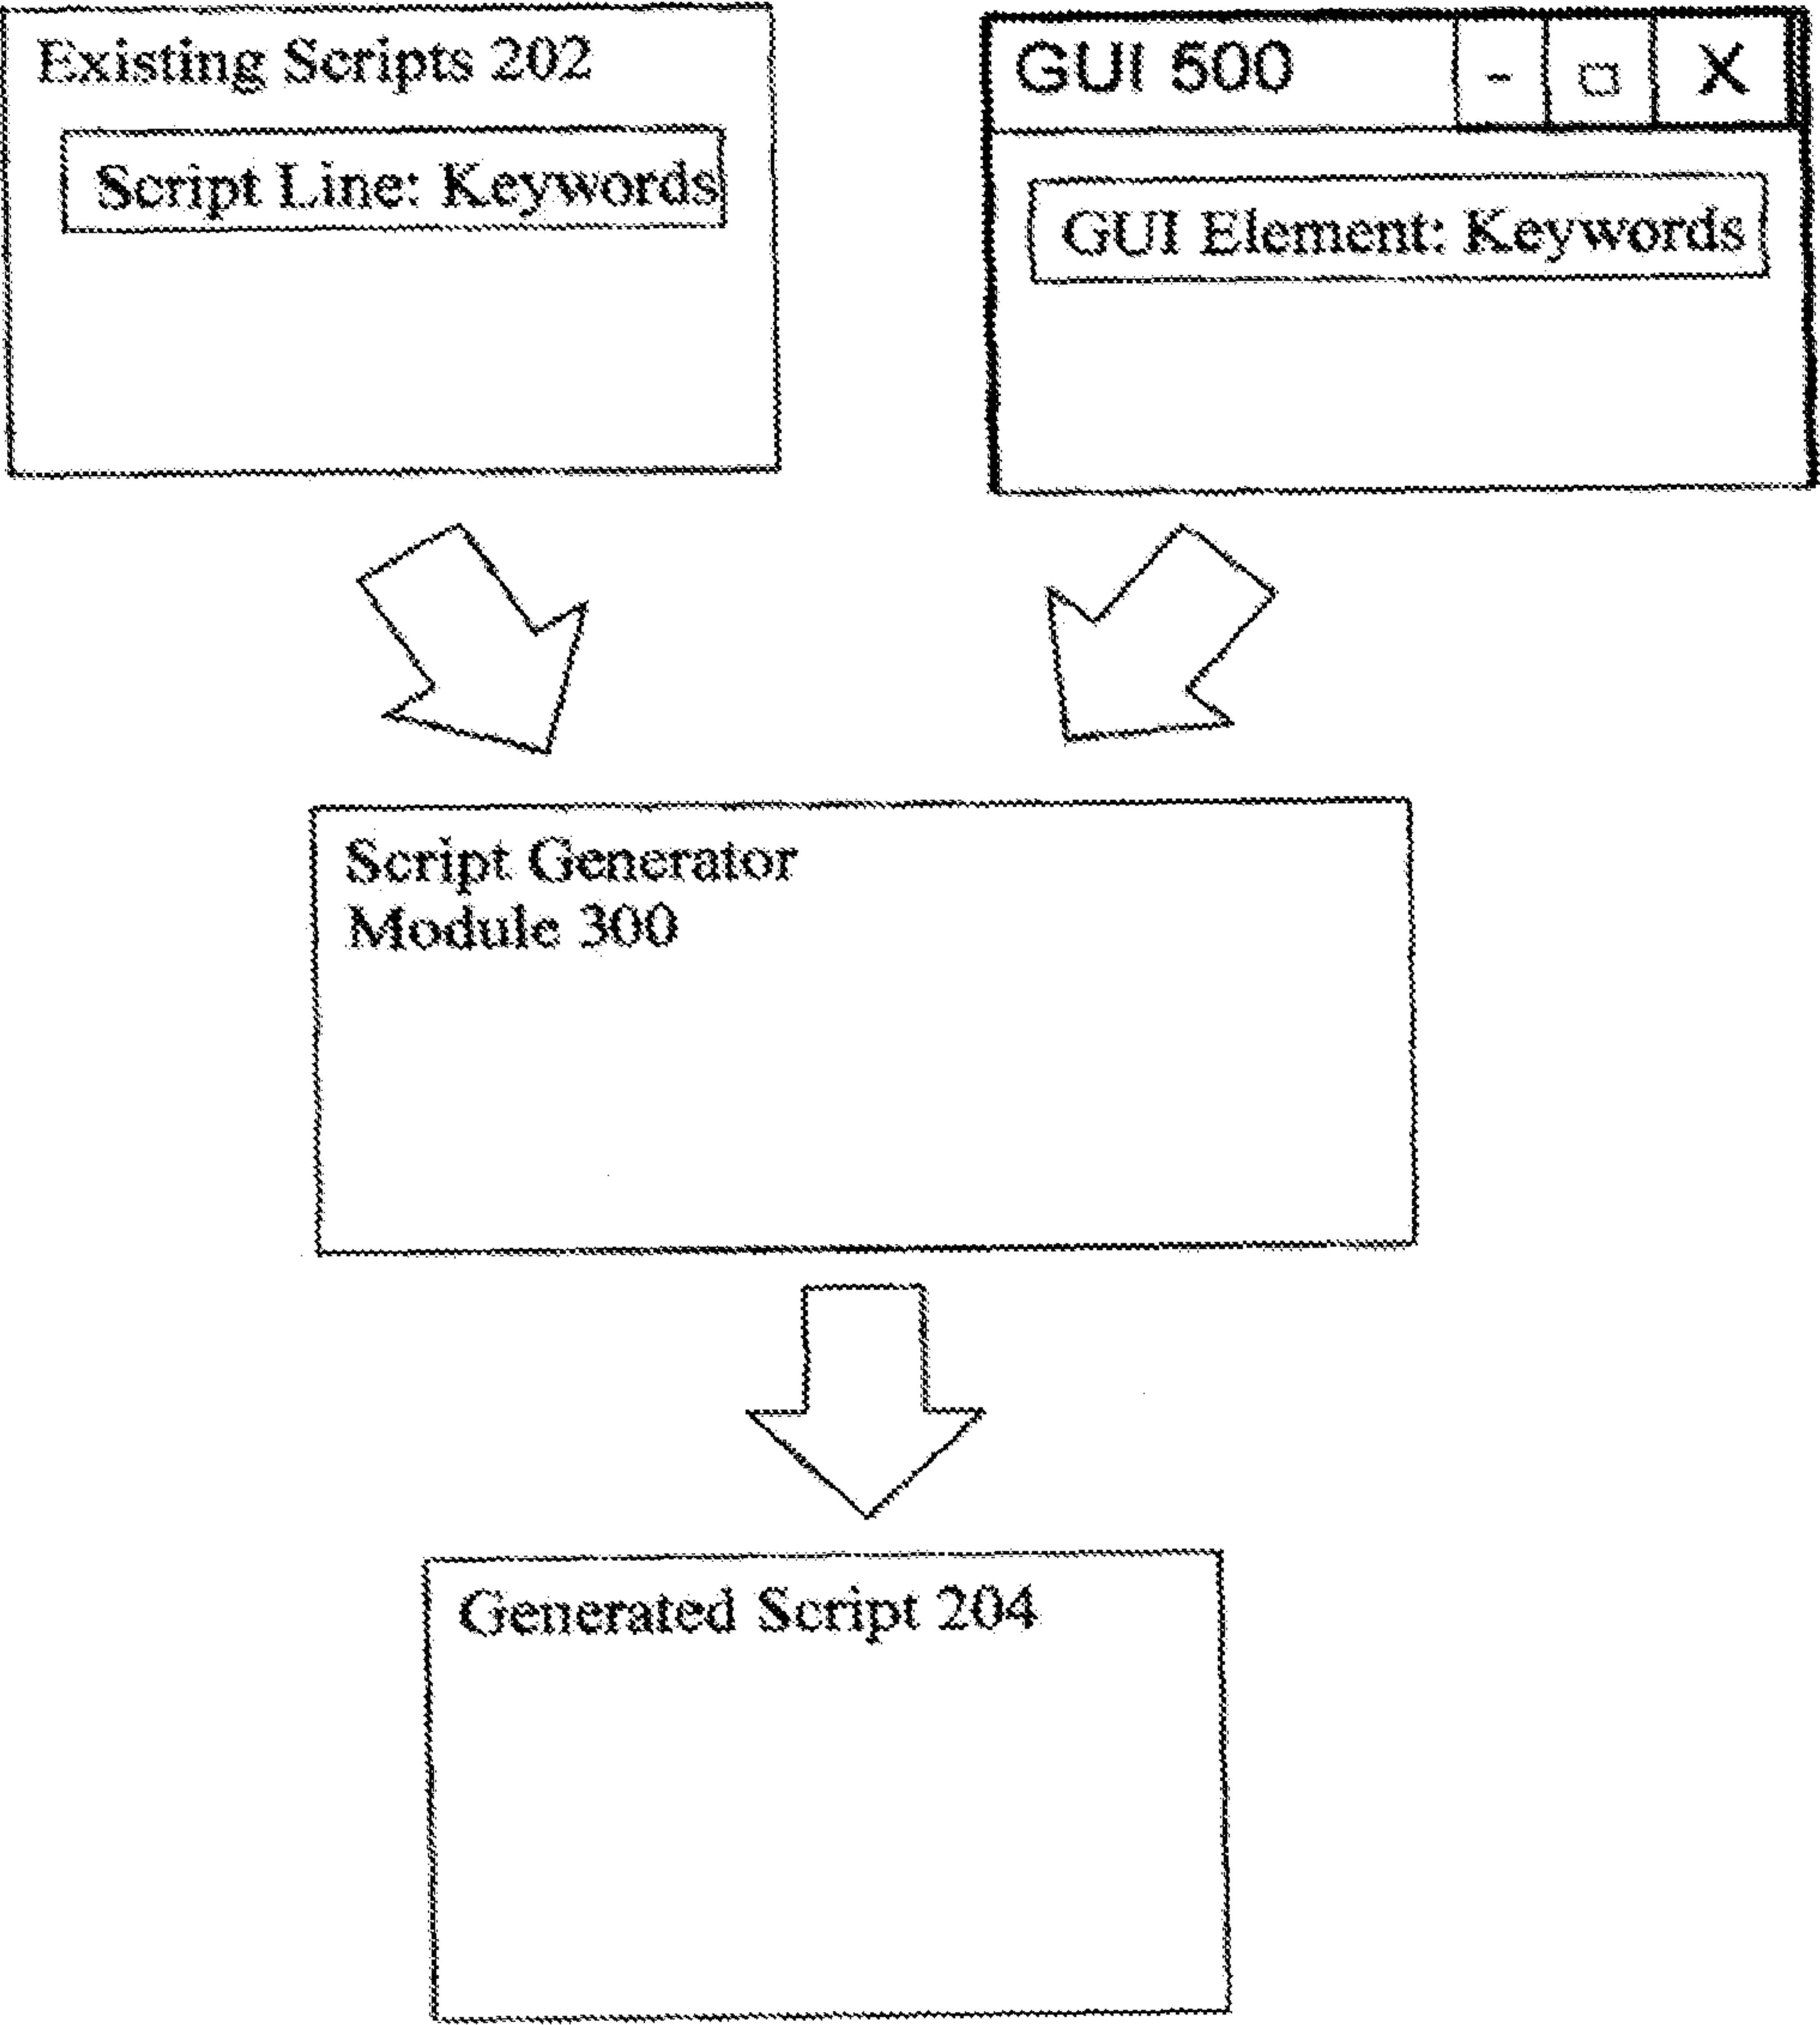 Existing Scripts 202
Script Line: Keywords
GUI 500 - □ X
GUI Element: Keywords
Script Generator
Module 300
Generated Script 204